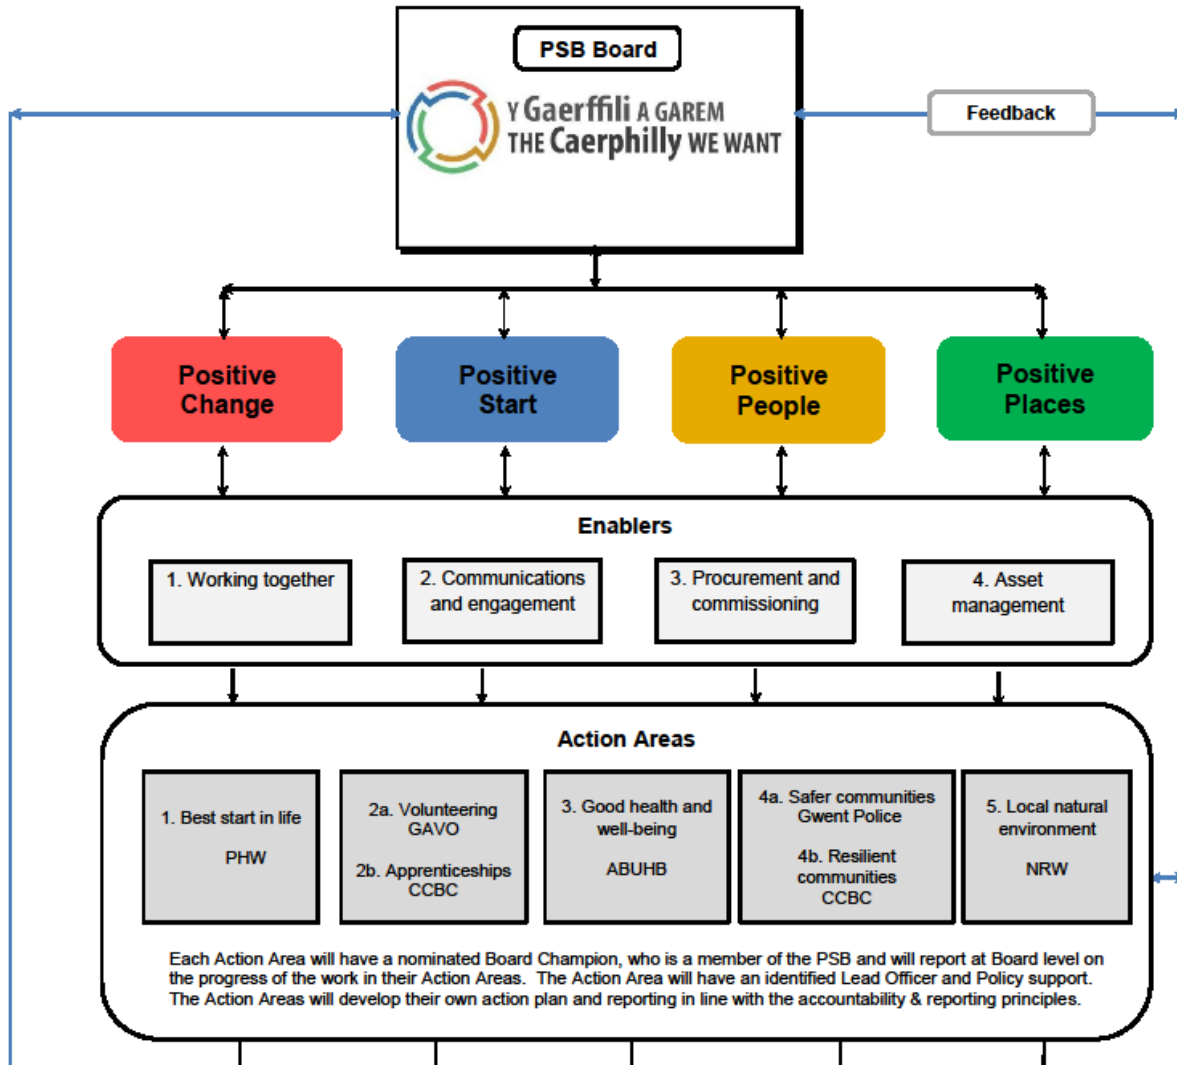 PSB Board
Y Gaerffili A GAREM
THE Caerphilly WE WANT
Feedback
Positive
Change
Positive
Start
Positive
People
Positive
Places
Enablers
1. Working together
2. Communications
and engagement
3. Procurement and
commissioning
4. Asset
management
Action Areas
1. Best start in life
PHW
2a. Volunteering
GAVO
2b. Apprenticeships
CCBC
3. Good health and
well-being
ABUHB
4a. Safer communities
Gwent Police
4b. Resilient
communities
CCBC
5. Local natural
environment
NRW
Each Action Area will have a nominated Board Champion, who is a member of the PSB and will report at Board level on
the progress of the work in their Action Areas.  The Action Area will have an identified Lead Officer and Policy support.
The Action Areas will develop their own action plan and reporting in line with the accountability & reporting principles.